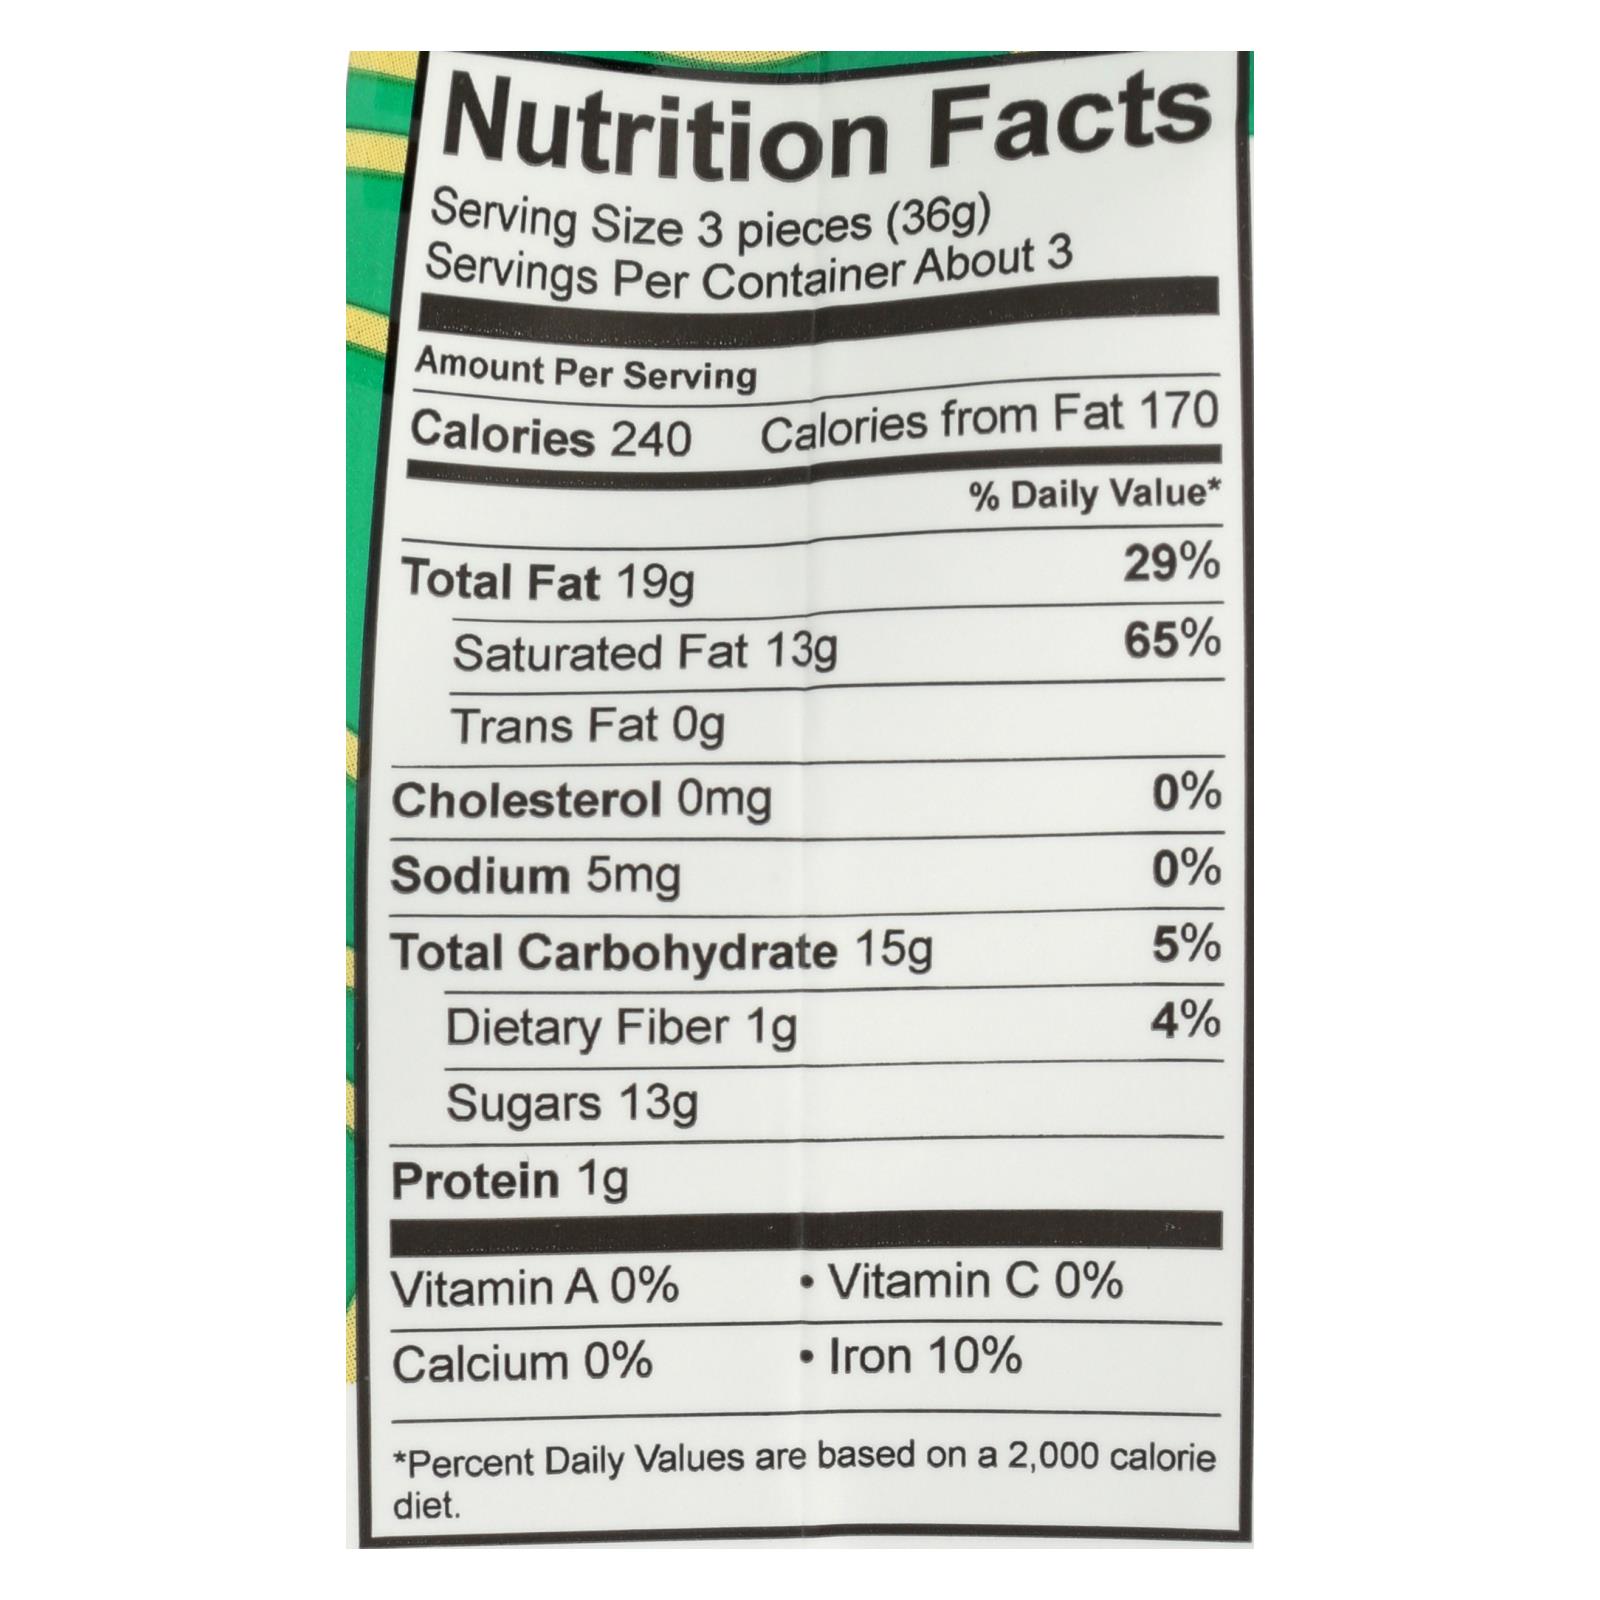 Nutrition Facts
Serving Size 3 pieces (36g)
Servings Per Container About 3
Amount Per Serving
Calories 240 Calories from Fat 170
% Daily Value*
Total Fat 19g 29%
Saturated Fat 13g 65%
Trans Fat 0g
Cholesterol 0mg 0%
Sodium 5mg 0%
Total Carbohydrate 15g 5%
Dietary Fiber 1g 4%
Sugars 13g
Protein 1g
Vitamin A 0% • Vitamin C 0%
Calcium 0% • Iron 10%
*Percent Daily Values are based on a 2,000 calorie
diet.